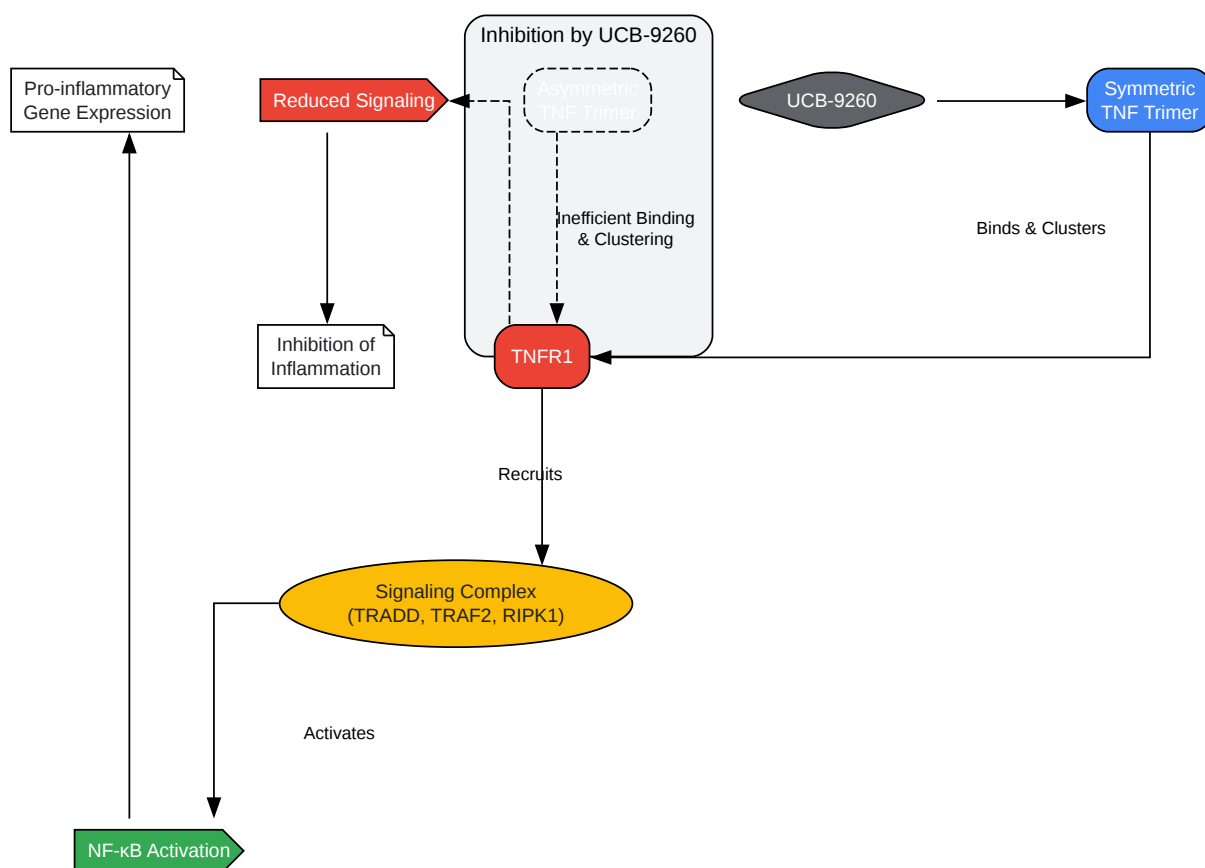 Inhibition by UCB-9260
Pro-inflammatory
Gene Expression
Reduced Signaling
Asymmetric
TNF Trimer
UCB-9260
Symmetric
TNF Trimer
Inefficient Binding
& Clustering
Binds & Clusters
Inhibition of
Inflammation
TNFR1
Recruits
Signaling Complex
(TRADD, TRAF2, RIPK1)
Activates
NF-κB Activation